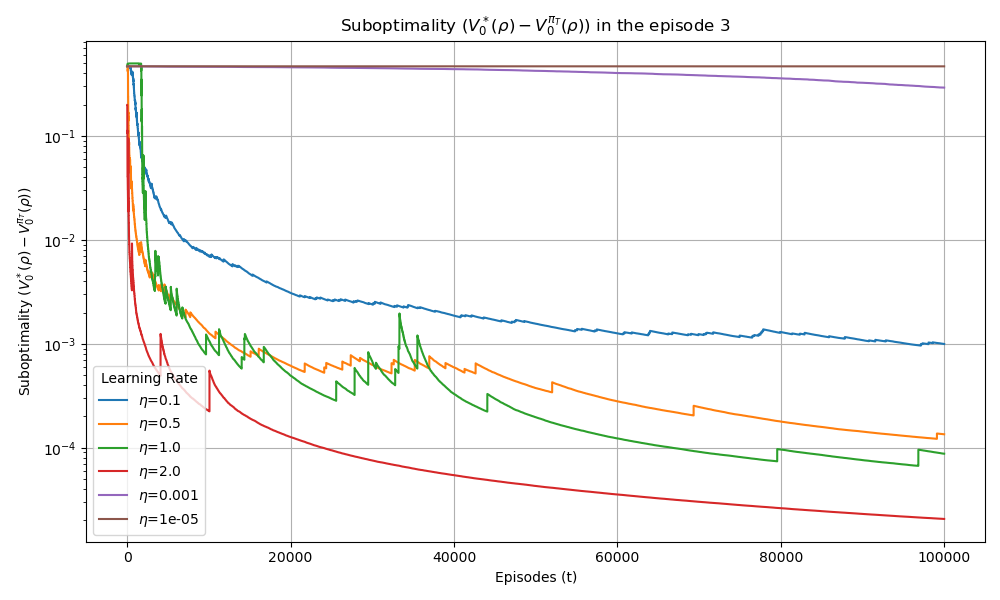 Suboptimality ($V_0^*(\rho) - V_0^{\pi_T}(\rho)$) in the episode 3
Suboptimality ($V_0^*(\rho) - V_0^{\pi_T}(\rho)$)
10⁻¹
10⁻²
10⁻³
10⁻⁴
Learning Rate
η=0.1
η=0.5
η=1.0
η=2.0
η=0.001
η=1e-05
0 20000 40000 60000 80000 100000
Episodes (t)